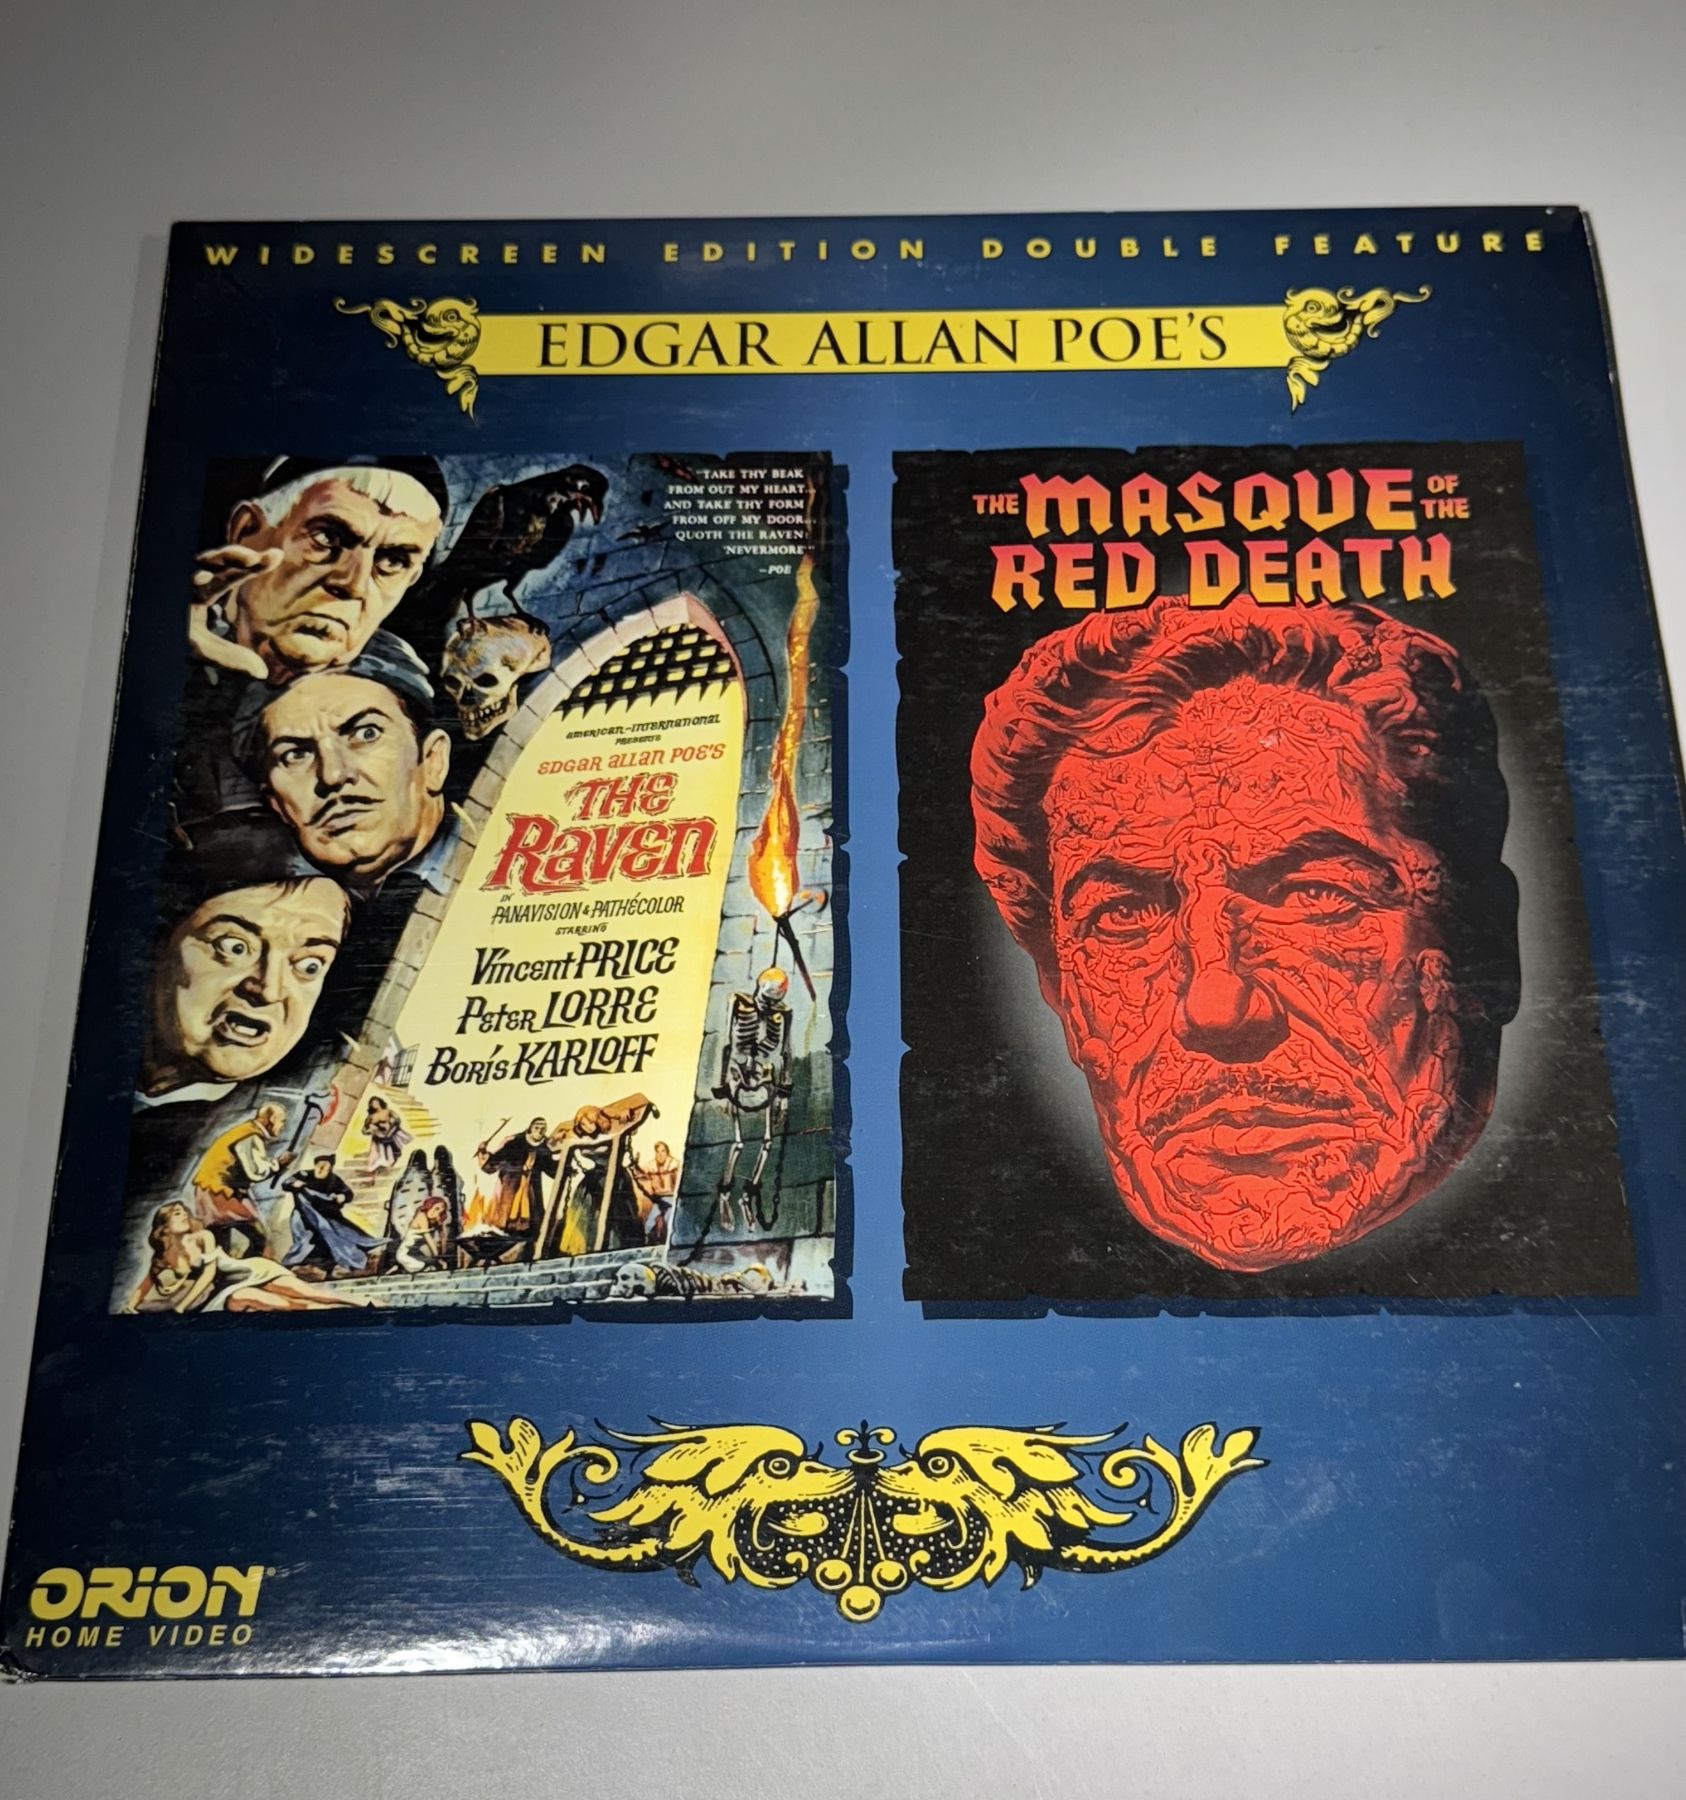 WIDESCREEN EDITION DOUBLE FEATURE
EDGAR ALLAN POE'S
"TAKE THY BEAK
FROM OUT MY HEART...
AND TAKE THY FORM
FROM OFF MY DOOR...
QUOTH THE RAVEN:
'NEVERMORE'"
—POE
AMERICAN-INTERNATIONAL
PRESENTS
EDGAR ALLAN POE'S
THE
RAVEN
IN
PANAVISION & PATHÉCOLOR
STARRING
Vincent PRICE
PETER LORRE
BORIS KARLOFF
THE MASQUE OF THE
RED DEATH
ORION®
HOME VIDEO